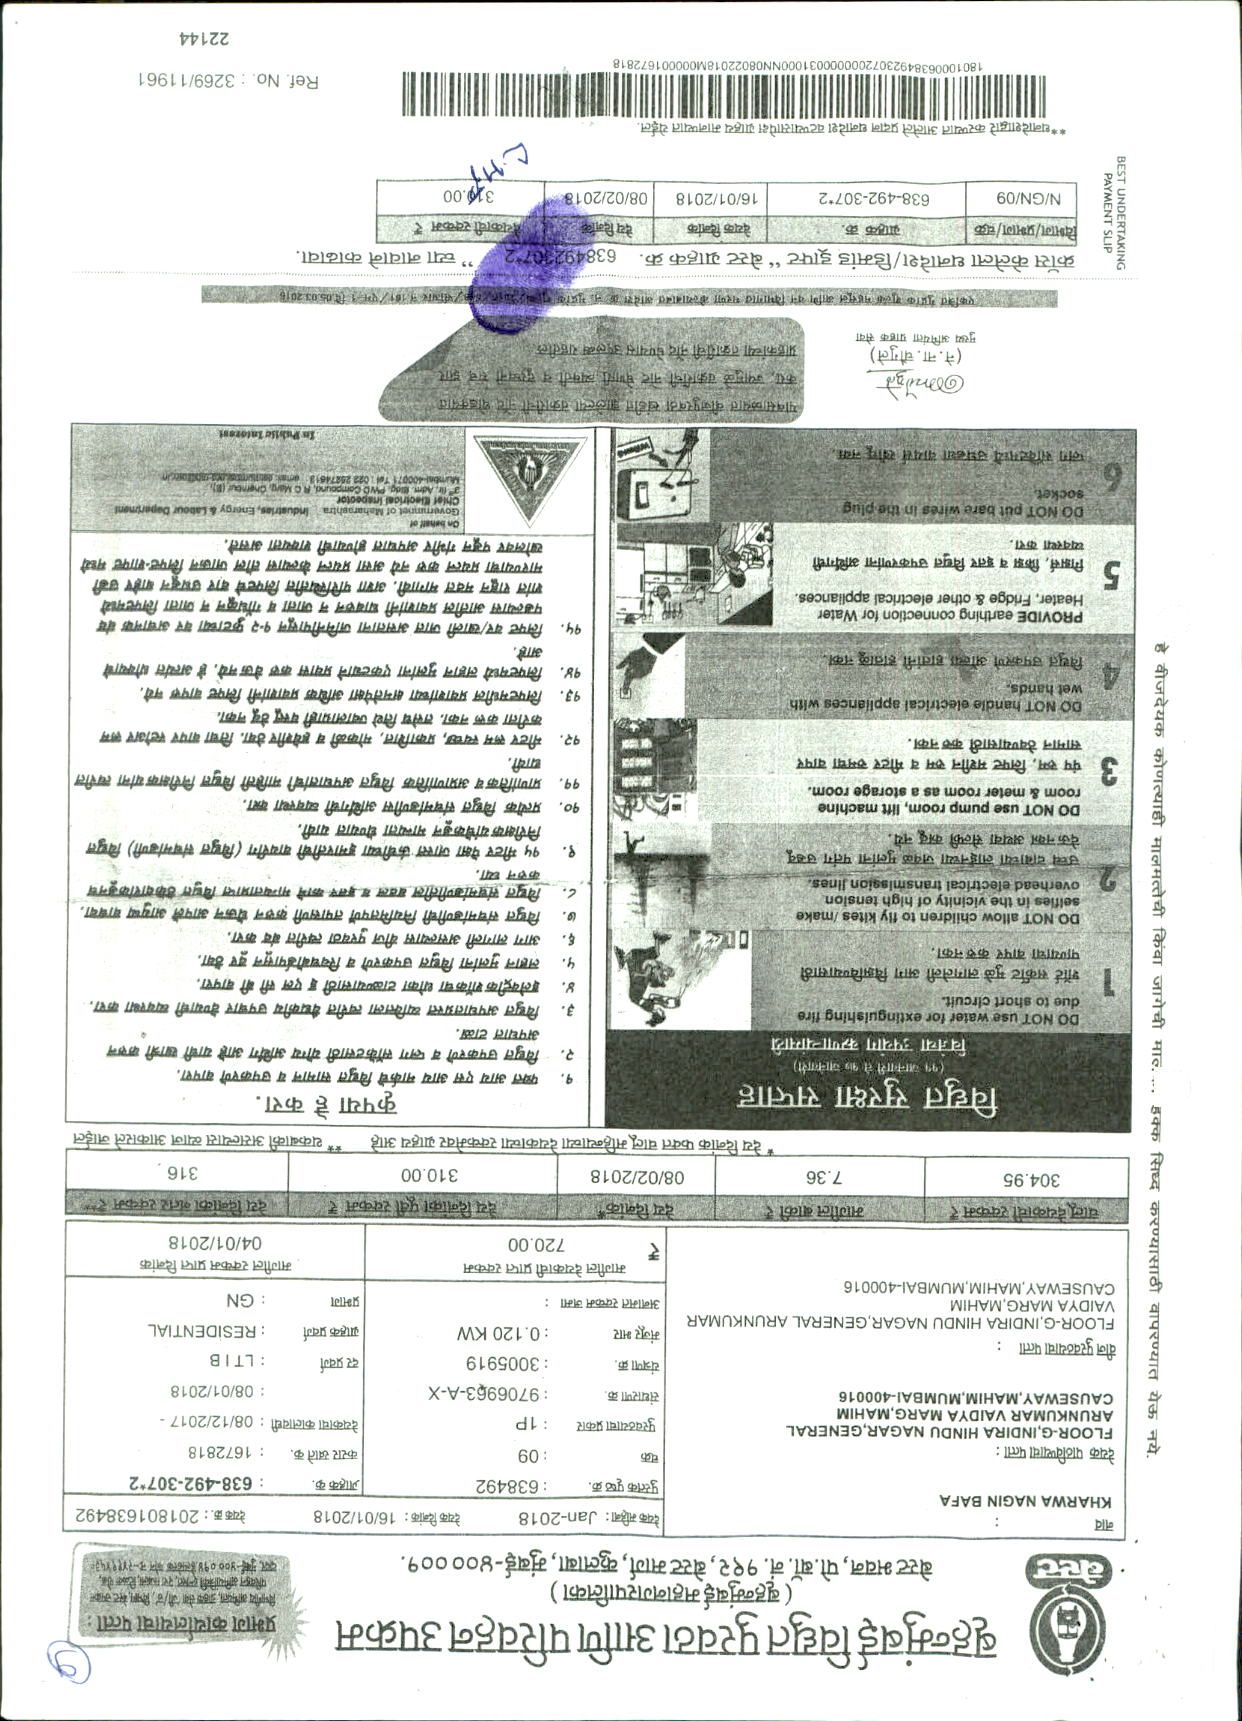 बृहन्मुंबई विद्युत पुरवठा आणि परिवहन उपक्रम
( बृहन्मुंबई महानगरपालिका )
बेस्ट भवन, पो.बॉ. नं. १९२, बेस्ट मार्ग, कुलाबा, मुंबई-४०० ००१.
बेस्ट
प्रभाग कार्यालयाचा पत्ता :
9
नाव :
KHARWA NAGIN BAFA
देयक पाठविण्याचा पत्ता :
FLOOR-G,INDIRA HINDU NAGAR,GENERAL
ARUNKUMAR VAIDYA MARG,MAHIM
CAUSEWAY,MAHIM,MUMBAI-400016
वीज पुरवठयाचा पत्ता :
FLOOR-G,INDIRA HINDU NAGAR,GENERAL ARUNKUMAR
VAIDYA MARG,MAHIM
CAUSEWAY,MAHIM,MUMBAI-400016
देयक महिना : Jan-2018 देयक दिनांक : 16/01/2018 देयक क्र. : 201801638492
पुस्तक पृष्ठ क्र. : 638492 ग्राहक क्र. : 638-492-307*2
चक्र : 09 करार खाते क्र. : 1672818
पुरवठयाचा प्रकार : 1P देयकाचा कालावधी : 08/12/2017 -
संधारणा क्र. : 9706963-A-X : 08/01/2018
यंत्रणा क्र. : 3005919 दर प्रवर्ग : LT I B
मंजूर भार : 0.120 KW ग्राहक प्रवर्ग : RESIDENTIAL
अनामत रक्कम जमा : प्रभाग : GN
मागील देयकाची प्राप्त रक्कम मागील रक्कम प्राप्त दिनांक
₹ 720.00 04/01/2018
चालू देयकाची रक्कम ₹ मागील बाकी ₹ देय दिनांक* देय दिनांका पूर्वी रक्कम ₹ देय दिनांका नंतर रक्कम ₹**
304.95 7.36 08/02/2018 310.00 316
* देय दिनांक फक्त चालू महिन्याच्या देयकाच्या रक्कमेवर ग्राहय आहे ** थकबाकी असल्यास व्याज आकारले जाईल
हे वीजदेयक कोणत्याही मालमत्तेची किंवा जागेची मालकी हक्क सिध्द करण्यासाठी वापरण्यात येऊ नये.
विद्युत सुरक्षा सप्ताह
(११ जानेवारी ते १७ जानेवारी)
विजेचा उपयोग करणाऱ्यांसाठी
1
DO NOT use water for extinguishing fire
due to short circuit.
शॉर्ट सर्कीट मुळे लागलेली आग विझविण्यासाठी
पाण्याचा वापर करु नका.
2
DO NOT allow children to fly kites /make
selfies in the vicinity of high tension
overhead electrical transmission lines.
उच्च दाबाच्या लाईनच्या जवळ मुलांना पतंग उडवू
देऊ नका अथवा सेल्फी काढू नये.
3
DO NOT use pump room, lift machine
room & meter room as a storage room.
पंप रुम, लिफ्ट मशीन रुम व मीटर रुमचा वापर
सामान ठेवण्यासाठी करु नका.
4
DO NOT handle electrical appliances with
wet hands.
विद्युत उपकरणे ओल्या हातांनी हाताळू नका.
5
PROVIDE earthing connection for Water
Heater, Fridge & other electrical appliances.
गिझर्स, फ्रिझ व इतर विद्युत उपकरणांना अर्थिंगची
व्यवस्था करा.
6
DO NOT put bare wires in the plug
socket.
प्लग सॉकेटमध्ये उघड्या वायर्स खोचू नका.
कृपया हे करा.
१. फक्त आय एस आय मार्कचे विद्युत सामान व उपकरणे वापरा.
२. विद्युत उपकरणे व प्लग सॉकेटसाठी योग्य अर्थिंग आहे याची खात्री करुन
अपघात टाळा.
३. विद्युत अपघातग्रस्त व्यक्तिला त्वरीत वैद्यकीय उपचार देण्याची व्यवस्था करा.
४. इलेक्ट्रीक शॉकचा धोका टाळण्यासाठी इ एल सी बी वापरा.
५. लहान मुलांना विद्युत उपकरणे व स्विचबोर्डपासून दूर ठेवा.
६. आग लागली असल्यास वीज पुरवठा त्वरीत बंद करा.
७. विद्युत संचमांडणीची नियमितपणे तपासणी करुन घेऊन आपले आयुष्य वाचवा.
८. विद्युत संचमांडणीतील बदल व इतर कामे मान्यताप्राप्त विद्युत ठेकेदारांकडूनच
करुन घ्या.
९. १५ मीटर पेक्षा जास्त ऊंचीच्या इमारतीची वायरींग (विद्युत संचमांडणी) विद्युत
निरीक्षक यांचेकडून मान्यता घेण्यात यावी.
१०. प्रत्येक विद्युत संचमांडणीस अर्थिंगची व्यवस्था करा.
११. प्राणांतिक व अप्राणांतिक विद्युत अपघातांची माहिती विद्युत निरीक्षक यांना त्वरीत
द्यावी.
१२. मीटर रूम स्वच्छ, प्रकाशित, मोकळी व हवेशीर ठेवा. तिचा वापर स्टोअर रूम
करीता करू नका. तसेच तिथे ज्वालाग्राही वस्तू ठेवू नका.
१३. लिफ्टमधील प्रवाशांच्या क्षमतेपेक्षा अधिक प्रवाशांनी लिफ्ट वापरु नये.
१४. लिफ्टमध्ये लहान मुलांना एकट्याने प्रवास करु देऊ नये. हे अत्यंत धोक्याचे
आहे.
१५. लिफ्ट वर/खाली जात असताना जमिनीपासून १-२ फुटाच्या वर अचानक बंद
पडल्यास आतील प्रवाशांनी घाबरुन न जाता व गोंधळून न जाता लिफ्टमध्ये
शांत राहून मदत मागावी. अशा परिस्थितीत लिफ्टचे दार उघडून बाहेर उडी
मारण्याचा प्रयत्न करु नये असा प्रयत्न केल्यास तोल जाऊन लिफ्ट-शाफ्ट मध्ये
खोलवर पडून गंभीर अपघात होण्याची शक्यता असते.
On behalf of
Government of Maharashtra Industries, Energy & Labour Department
Chief Electrical Inspector
3rd flr, Adm. Bldg, PWD Compound, R C Marg, Chembur (E),
Mumbai-400071 Tel : 022 25274613
In Public Interest
(ने. ना. चौगुले)
मुख्य अभियंता ग्राहक सेवा
पावसाळ्यात वीजपुरवठा खंडीत झालेल्या तक्रारीची नोंद थोडक्यात
करा, ज्यामुळे तक्रारींची नोंद घेणारी व्यक्ती व दुरध्वनी संच इतर
ग्राहकांच्या तक्रारींची नोंद घेण्यास उपलब्ध राहतील.
BEST UNDERTAKING
PAYMENT SLIP
क्रॉस केलेला धनादेश/डिमांड ड्राफ्ट “ बेस्ट ग्राहक क्र. 638492307*2 ” च्या नावाने काढावा.
विभाग/प्रभाग/चक्र ग्राहक क्र. देयक दिनांक देय दिनांक देयकाची रक्कम ₹
N/GN/09 638-492-307*2 16/01/2018 08/02/2018 310.00
**धनादेशाद्वारे करण्यात आलेले प्रदान धनादेश वटण्यासापेक्ष ग्राहय मानण्यात येईल.
Ref. No. : 3269/11961
22144